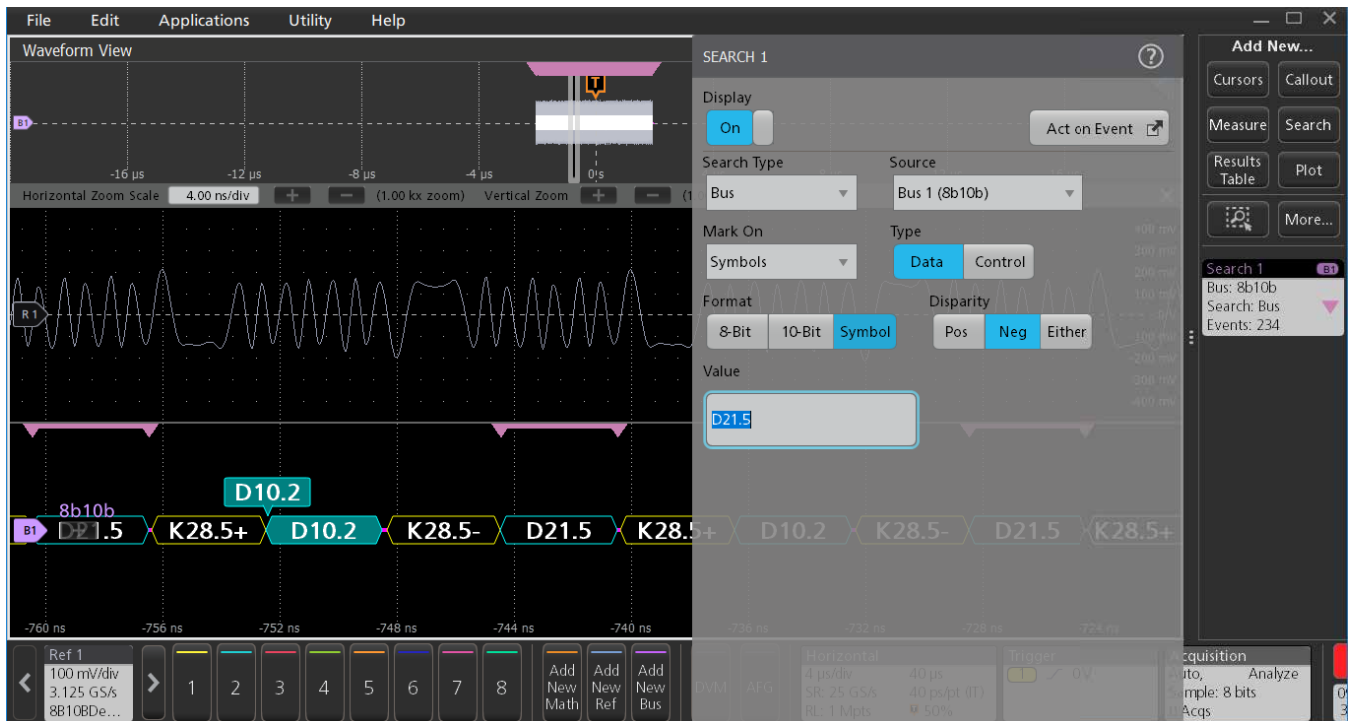 File Edit Applications Utility Help
Waveform View
SEARCH 1
?
Add New...
Display
On
Act on Event
Cursors Callout
T
B1
Measure Search
Search Type Source
Bus Bus 1 (8b10b)
Results Table Plot
-16 µs -12 µs -8 µs -4 µs 0 s
Horizontal Zoom Scale 4.00 ns/div + - (1.00 kx zoom) Vertical Zoom + -
More...
Mark On Type
Symbols Data Control
Search 1 B1
Bus: 8b10b
Search: Bus
Events: 234
Format Disparity
8-Bit 10-Bit Symbol Pos Neg Either
R 1
Value
D21.5
400 mV
300 mV
200 mV
100 mV
0 V
-100 mV
-200 mV
-300 mV
-400 mV
D10.2
8b10b
B1 D21.5 K28.5+ D10.2 K28.5- D21.5 K28.5+ D10.2 K28.5- D21.5 K28.5+
-760 ns -756 ns -752 ns -748 ns -744 ns -740 ns -736 ns -732 ns -728 ns -724 ns
Ref 1
100 mV/div
3.125 GS/s
8B10BDe...
1 2 3 4 5 6 7 8
Add New Math
Add New Ref
Add New Bus
DVM AFG
Horizontal
4 µs/div 40 µs
SR: 25 GS/s 40 ps/pt (IT)
RL: 1 Mpts 50%
Trigger
1 0 V
Acquisition
Auto, Analyze
Sample: 8 bits
Acqs